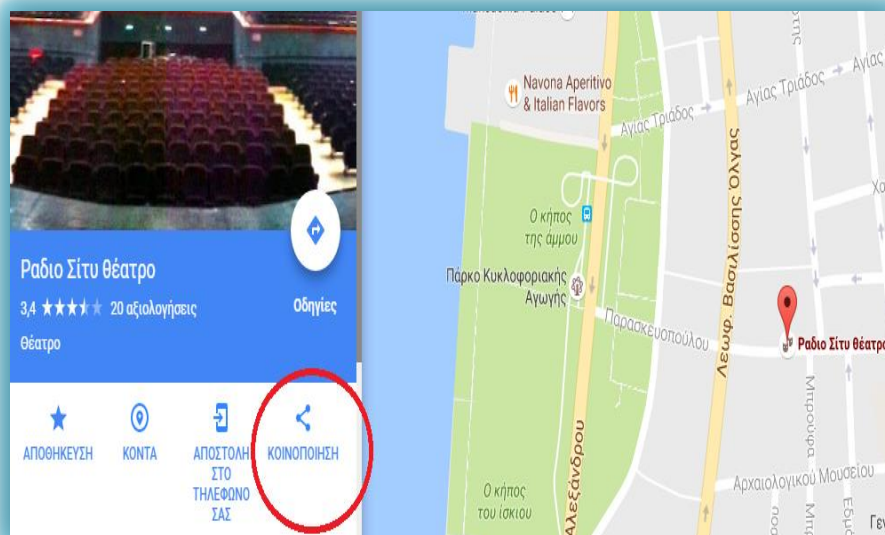 Ραδιο Σίτυ θέατρο
3,4
20 αξιολογήσεις
Θέατρο
Οδηγίες
ΑΠΟΘΗΚΕΥΣΗ
ΚΟΝΤΑ
ΑΠΟΣΤΟΛΗ
ΣΤΟ
ΤΗΛΕΦΩΝΟ
ΣΑΣ
ΚΟΙΝΟΠΟΙΗΣΗ
Navona Aperitivo
& Italian Flavors
Αγίας Τριάδος
Αγίας Τριάδος
Αγίας
Ο κήπος
της άμμου
Πάρκο Κυκλοφοριακής
Αγωγής
Παρασκευοπούλου
Λεωφ. Βασιλίσσης Όλγας
Ραδιο Σίτυ θέατρο
Μπρούφα
Αρχαιολογικού Μουσείου
Αλεξάνδρου
Ο κήπος
του ίσκιου